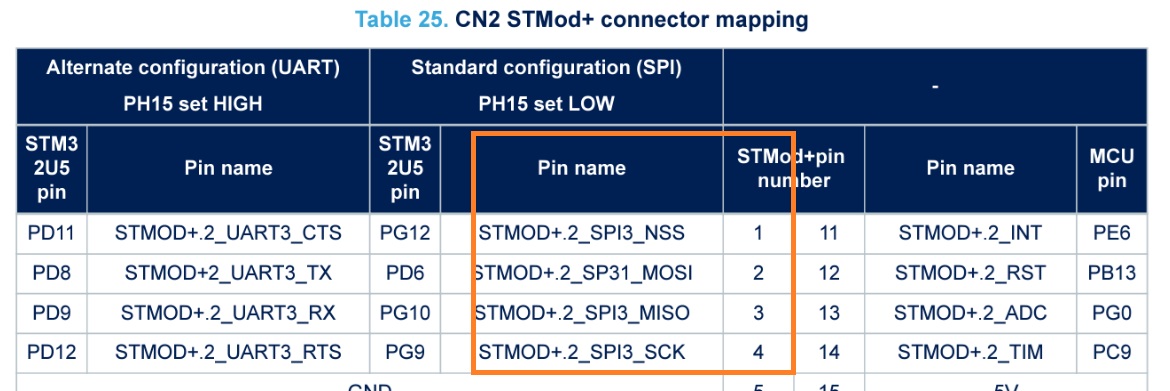 Table 25. CN2 STMod+ connector mapping
Alternate configuration (UART) Standard configuration (SPI) -
PH15 set HIGH PH15 set LOW
STM3
2U5
pin
Pin name
STM3
2U5
pin
Pin name
STMod+pin
number
Pin name
MCU
pin
PD11 STMOD+.2_UART3_CTS PG12 STMOD+.2_SPI3_NSS 1 11 STMOD+.2_INT PE6
PD8 STMOD+2_UART3_TX PD6 STMOD+.2_SP31_MOSI 2 12 STMOD+.2_RST PB13
PD9 STMOD+.2_UART3_RX PG10 STMOD+.2_SPI3_MISO 3 13 STMOD+.2_ADC PG0
PD12 STMOD+.2_UART3_RTS PG9 STMOD+.2_SPI3_SCK 4 14 STMOD+.2_TIM PC9
GND 5 15 5V